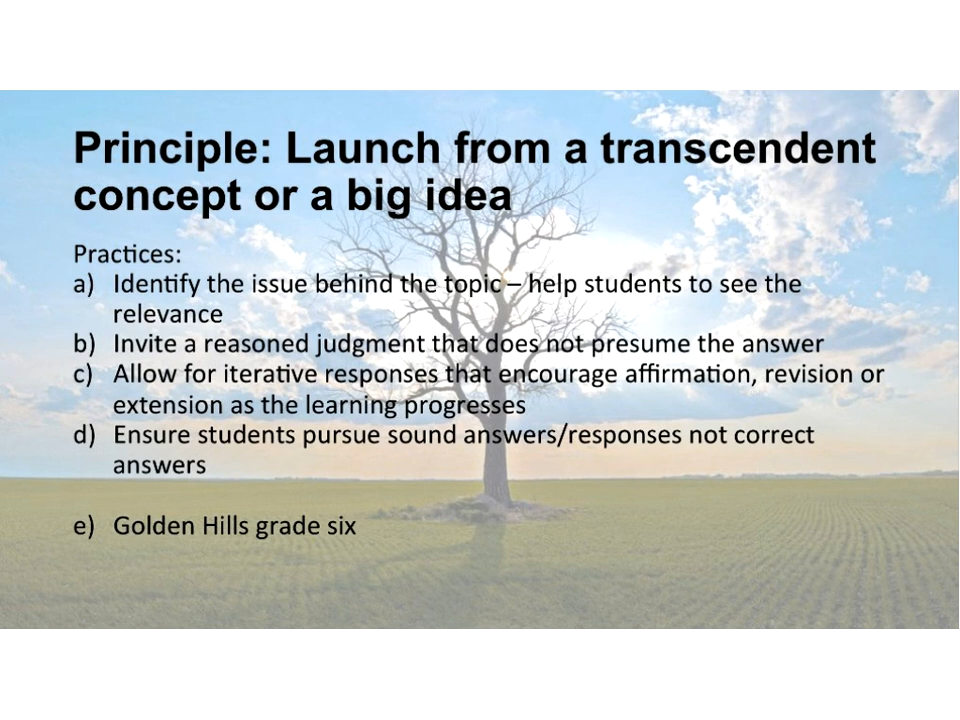 Principle: Launch from a transcendent
concept or a big idea
Practices:
a) Identify the issue behind the topic – help students to see the
relevance
b) Invite a reasoned judgment that does not presume the answer
c) Allow for iterative responses that encourage affirmation, revision or
extension as the learning progresses
d) Ensure students pursue sound answers/responses not correct
answers
e) Golden Hills grade six